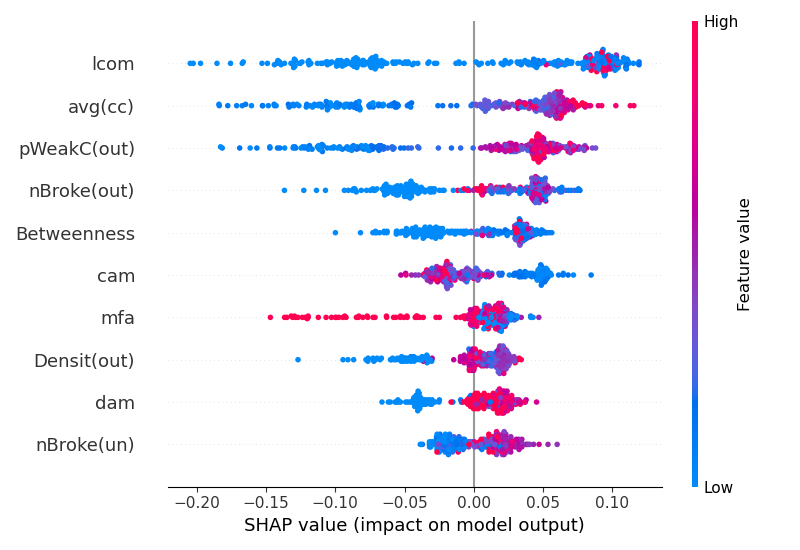 High
lcom
avg(cc)
pWeakC(out)
nBroke(out)
Betweenness
cam
mfa
Densit(out)
dam
nBroke(un)
Feature value
Low
−0.20 −0.15 −0.10 −0.05 0.00 0.05 0.10
SHAP value (impact on model output)